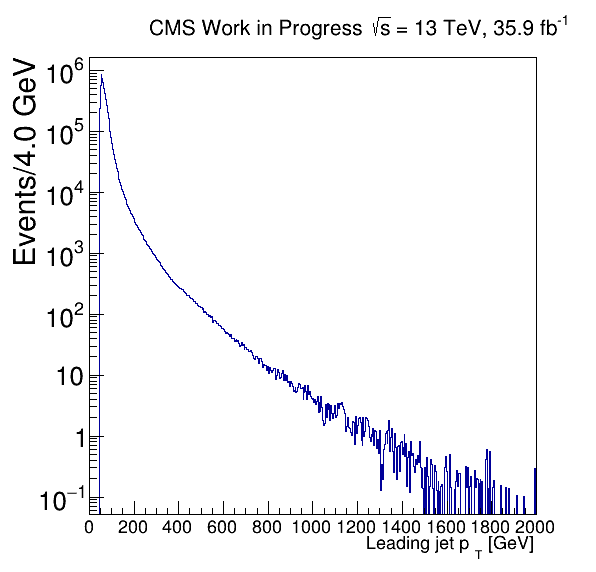 CMS Work in Progress √s = 13 TeV, 35.9 fb⁻¹
Events/4.0 GeV
10⁶
10⁵
10⁴
10³
10²
10
1
10⁻¹
0 200 400 600 800 1000 1200 1400 1600 1800 2000
Leading jet p_T [GeV]